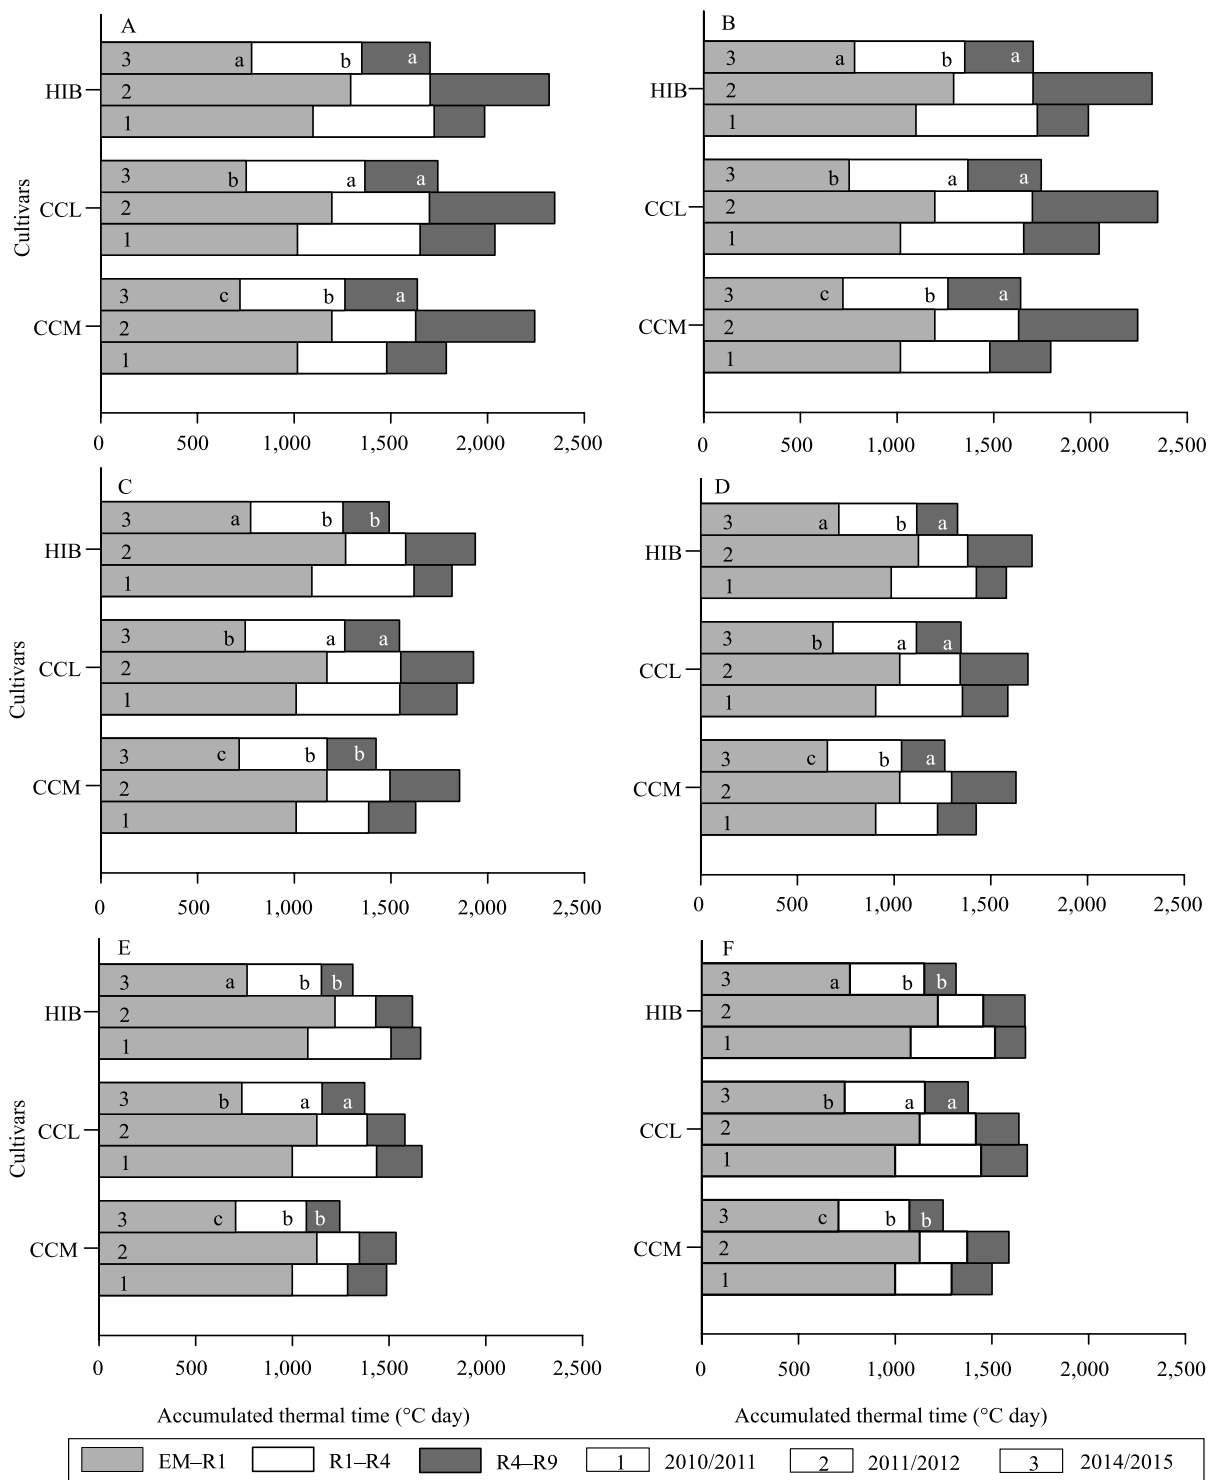 A
3 a b a
HIB
2
1
3 b a a
CCL
2
1
3 c b a
CCM
2
1
Cultivars
0 500 1,000 1,500 2,000 2,500
B
3 a b a
HIB
2
1
3 b a a
CCL
2
1
3 c b a
CCM
2
1
0 500 1,000 1,500 2,000 2,500
C
3 a b b
HIB
2
1
3 b a a
CCL
2
1
3 c b b
CCM
2
1
Cultivars
0 500 1,000 1,500 2,000 2,500
D
3 a b a
HIB
2
1
3 b a a
CCL
2
1
3 c b a
CCM
2
1
0 500 1,000 1,500 2,000 2,500
E
3 a b b
HIB
2
1
3 b a a
CCL
2
1
3 c b b
CCM
2
1
Cultivars
0 500 1,000 1,500 2,000 2,500
Accumulated thermal time (°C day)
F
3 a b b
HIB
2
1
3 b a a
CCL
2
1
3 c b b
CCM
2
1
0 500 1,000 1,500 2,000 2,500
Accumulated thermal time (°C day)
EM–R1 R1–R4 R4–R9 1 2010/2011 2 2011/2012 3 2014/2015